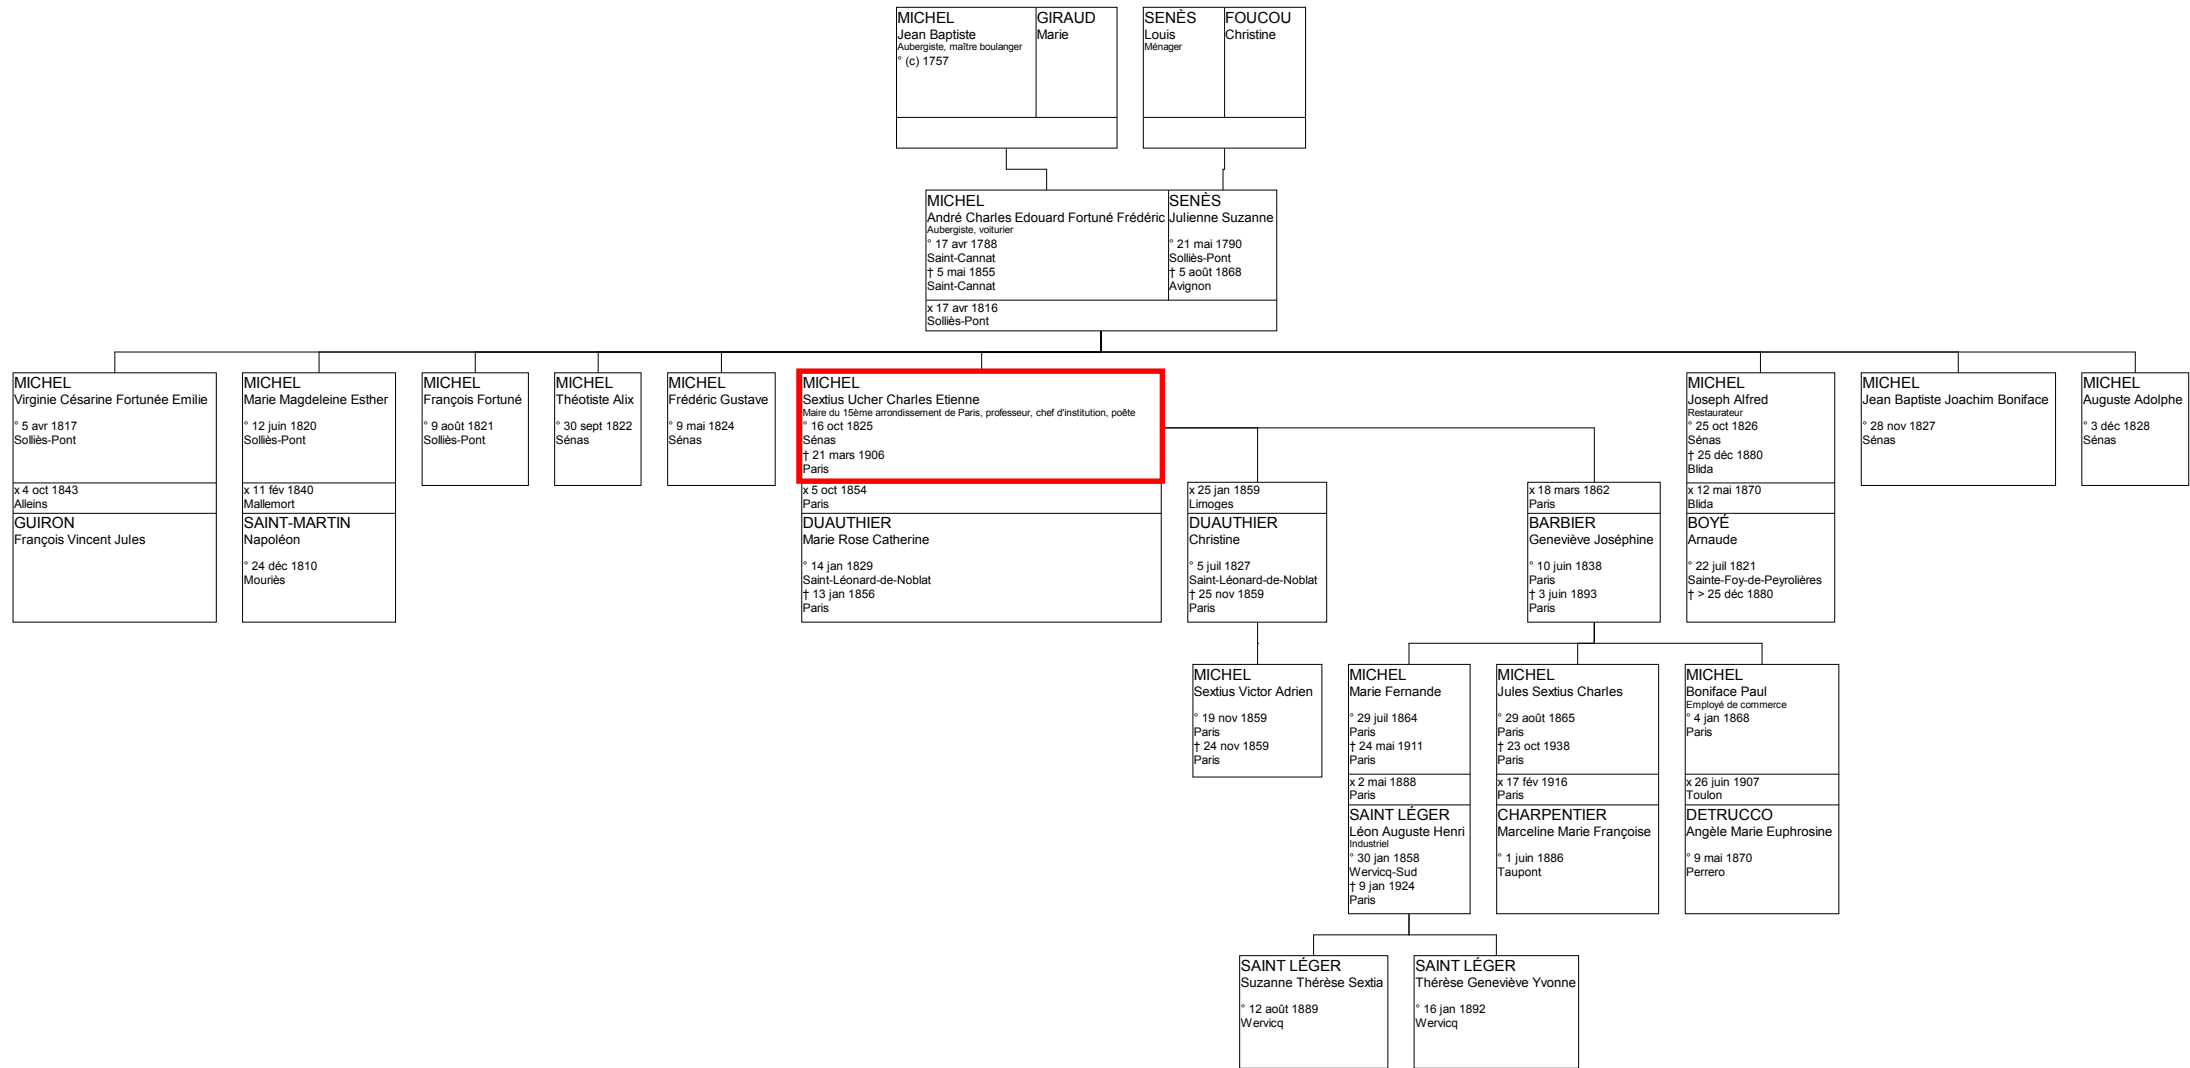 MICHEL
Jean Baptiste
Aubergiste, maître boulanger
° (c) 1757
GIRAUD
Marie
SENÈS
Louis
Ménager
FOUCOU
Christine
MICHEL
André Charles Edouard Fortuné Frédéric
Aubergiste, voiturier
° 17 avr 1788
Saint-Cannat
† 5 mai 1855
Saint-Cannat
SENÈS
Julienne Suzanne
° 21 mai 1790
Solliès-Pont
† 5 août 1868
Avignon
x 17 avr 1816
Solliès-Pont
MICHEL
Virginie Césarine Fortunée Emilie
° 5 avr 1817
Solliès-Pont
x 4 oct 1843
Alleins
GUIRON
François Vincent Jules
MICHEL
Marie Magdeleine Esther
° 12 juin 1820
Solliès-Pont
x 11 fév 1840
Mallemort
SAINT-MARTIN
Napoléon
° 24 déc 1810
Mouriès
MICHEL
François Fortuné
° 9 août 1821
Solliès-Pont
MICHEL
Théotiste Alix
° 30 sept 1822
Sénas
MICHEL
Frédéric Gustave
° 9 mai 1824
Sénas
MICHEL
Sextius Ucher Charles Etienne
Maire du 15ème arrondissement de Paris, professeur, chef d'institution, poête
° 16 oct 1825
Sénas
† 21 mars 1906
Paris
x 5 oct 1854
Paris
DUAUTHIER
Marie Rose Catherine
° 14 jan 1829
Saint-Léonard-de-Noblat
† 13 jan 1856
Paris
x 25 jan 1859
Limoges
DUAUTHIER
Christine
° 5 juil 1827
Saint-Léonard-de-Noblat
† 25 nov 1859
Paris
x 18 mars 1862
Paris
BARBIER
Geneviève Joséphine
° 10 juin 1838
Paris
† 3 juin 1893
Paris
MICHEL
Joseph Alfred
Restaurateur
° 25 oct 1826
Sénas
† 25 déc 1880
Blida
x 12 mai 1870
Blida
BOYÉ
Arnaude
° 22 juil 1821
Sainte-Foy-de-Peyrolières
† > 25 déc 1880
MICHEL
Jean Baptiste Joachim Boniface
° 28 nov 1827
Sénas
MICHEL
Auguste Adolphe
° 3 déc 1828
Sénas
MICHEL
Sextius Victor Adrien
° 19 nov 1859
Paris
† 24 nov 1859
Paris
MICHEL
Marie Fernande
° 29 juil 1864
Paris
† 24 mai 1911
Paris
x 2 mai 1888
Paris
SAINT LÉGER
Léon Auguste Henri
Industriel
° 30 jan 1858
Wervicq-Sud
† 9 jan 1924
Paris
MICHEL
Jules Sextius Charles
° 29 août 1865
Paris
† 23 oct 1938
Paris
x 17 fév 1916
Paris
CHARPENTIER
Marceline Marie Françoise
° 1 juin 1886
Taupont
MICHEL
Boniface Paul
Employé de commerce
° 4 jan 1868
Paris
x 26 juin 1907
Toulon
DETRUCCO
Angèle Marie Euphrosine
° 9 mai 1870
Perrero
SAINT LÉGER
Suzanne Thérèse Sextia
° 12 août 1889
Wervicq
SAINT LÉGER
Thérèse Geneviève Yvonne
° 16 jan 1892
Wervicq